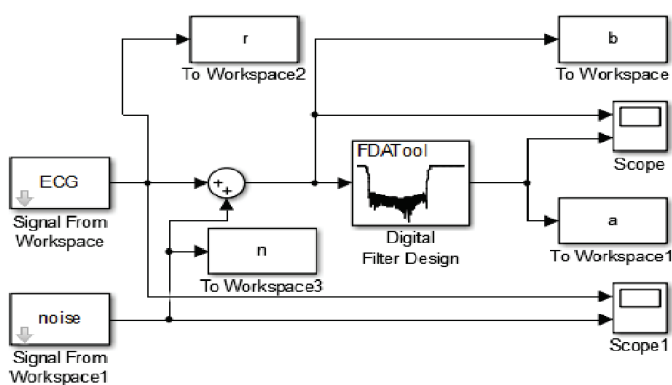 r
To Workspace2
b
To Workspace
ECG
Signal From
Workspace
+
+
FDATool
Digital
Filter Design
Scope
a
To Workspace1
n
To Workspace3
noise
Signal From
Workspace1
Scope1